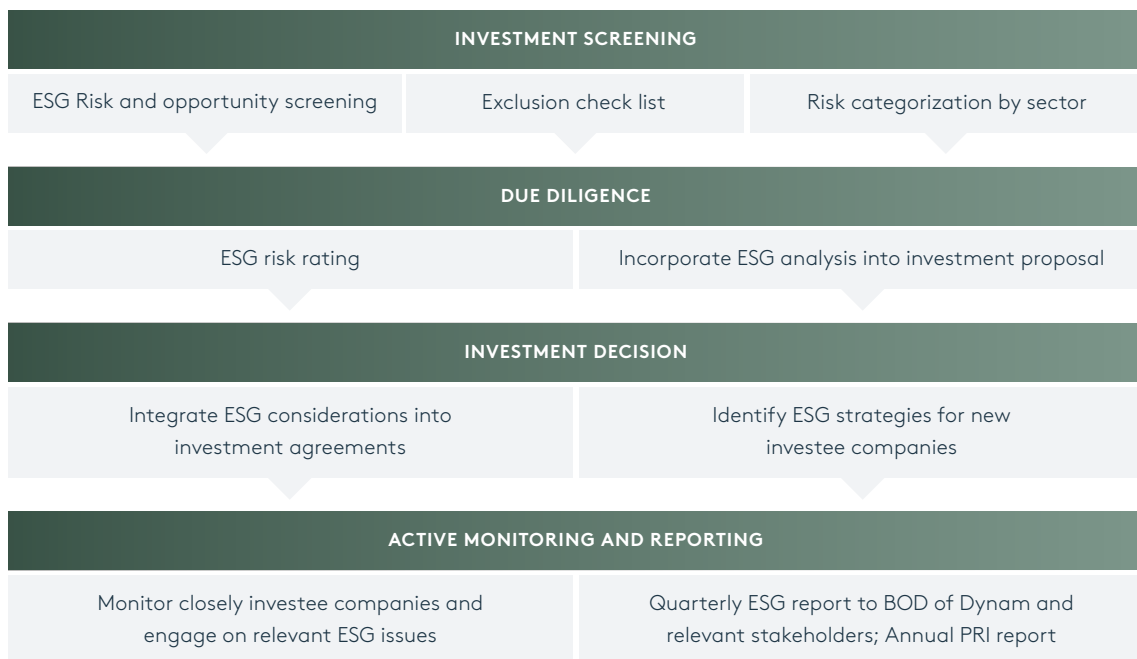 INVESTMENT SCREENING
ESG Risk and opportunity screening
Exclusion check list
Risk categorization by sector
DUE DILIGENCE
ESG risk rating
Incorporate ESG analysis into investment proposal
INVESTMENT DECISION
Integrate ESG considerations into
investment agreements
Identify ESG strategies for new
investee companies
ACTIVE MONITORING AND REPORTING
Monitor closely investee companies and
engage on relevant ESG issues
Quarterly ESG report to BOD of Dynam and
relevant stakeholders; Annual PRI report